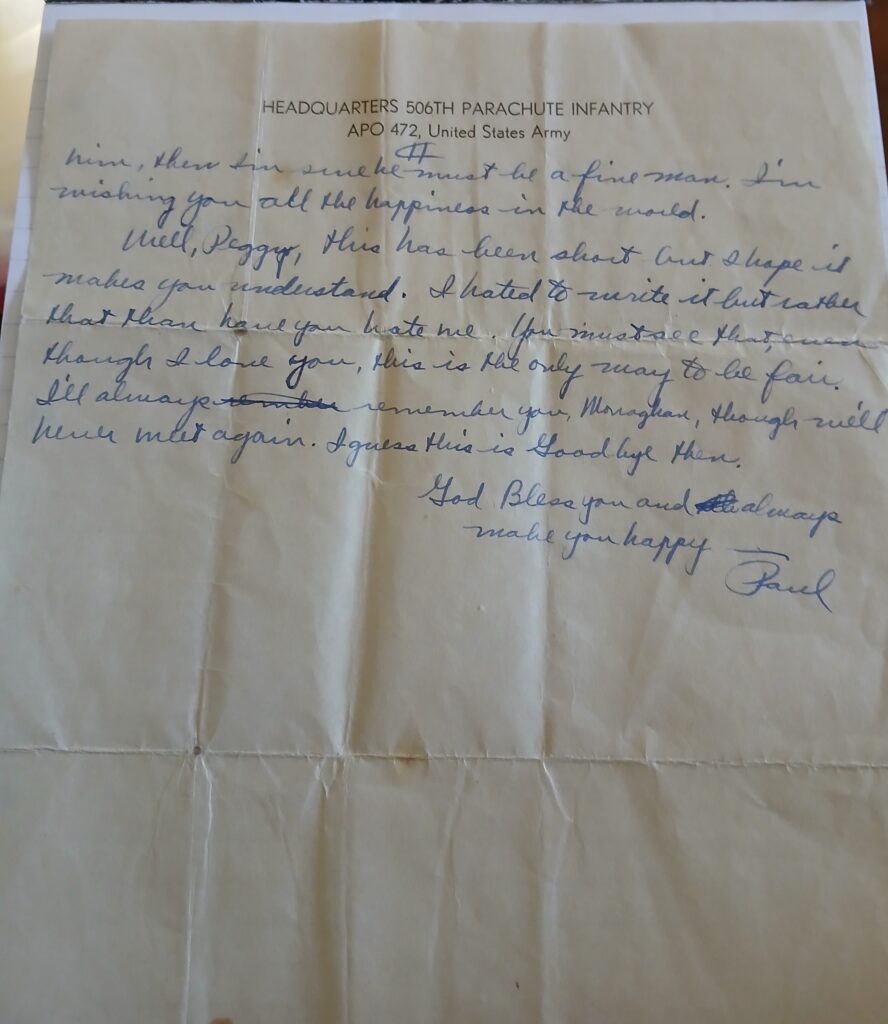 HEADQUARTERS 506TH PARACHUTE INFANTRY
APO 472, United States Army
II
him, then I'm sure he must be a fine man. I'm
wishing you all the happiness in the world.
Well, Peggy, this has been short but I hope it
makes you understand. I hated to write it but rather
that than have you hate me. You must see that, even
though I love you, this is the only way to be fair.
I'll always remember you, Monaghan, though we'll
never meet again. I guess this is Goodbye then.
God Bless you and always
make you happy —
Paul